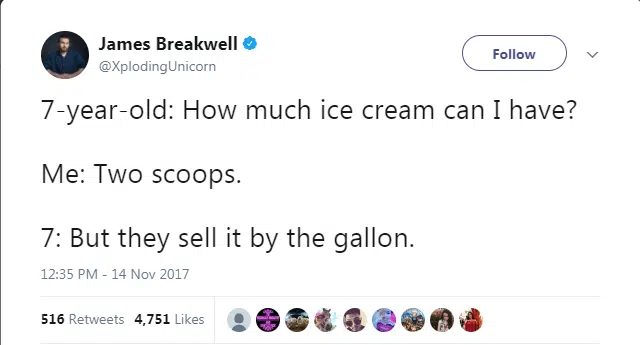 James Breakwell
@XplodingUnicorn
Follow
7-year-old: How much ice cream can I have?
Me: Two scoops.
7: But they sell it by the gallon.
12:35 PM - 14 Nov 2017
516 Retweets 4,751 Likes